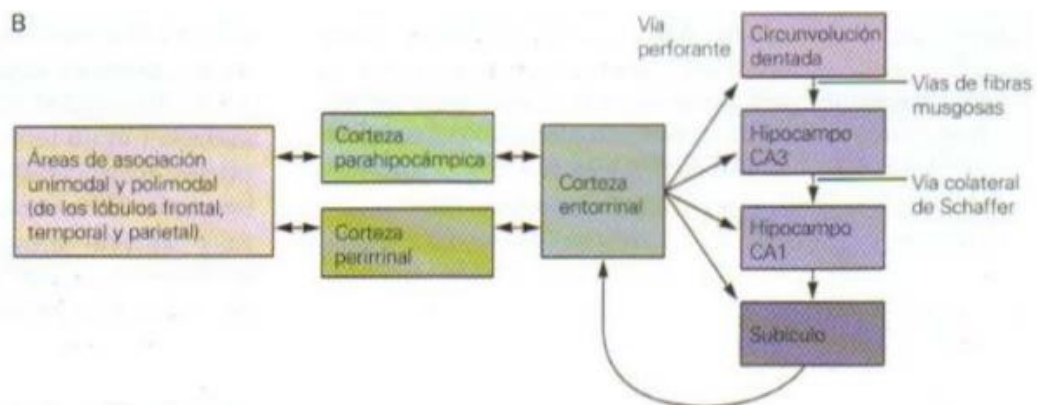 B
Áreas de asociación
unimodal y polimodal
(de los lóbulos frontal,
temporal y parietal).
Corteza
parahipocámpica
Corteza
perirrinal
Corteza
entorrinal
Vía
perforante
Circunvolución
dentada
Vías de fibras
musgosas
Hipocampo
CA3
Vía colateral
de Schaffer
Hipocampo
CA1
Subículo